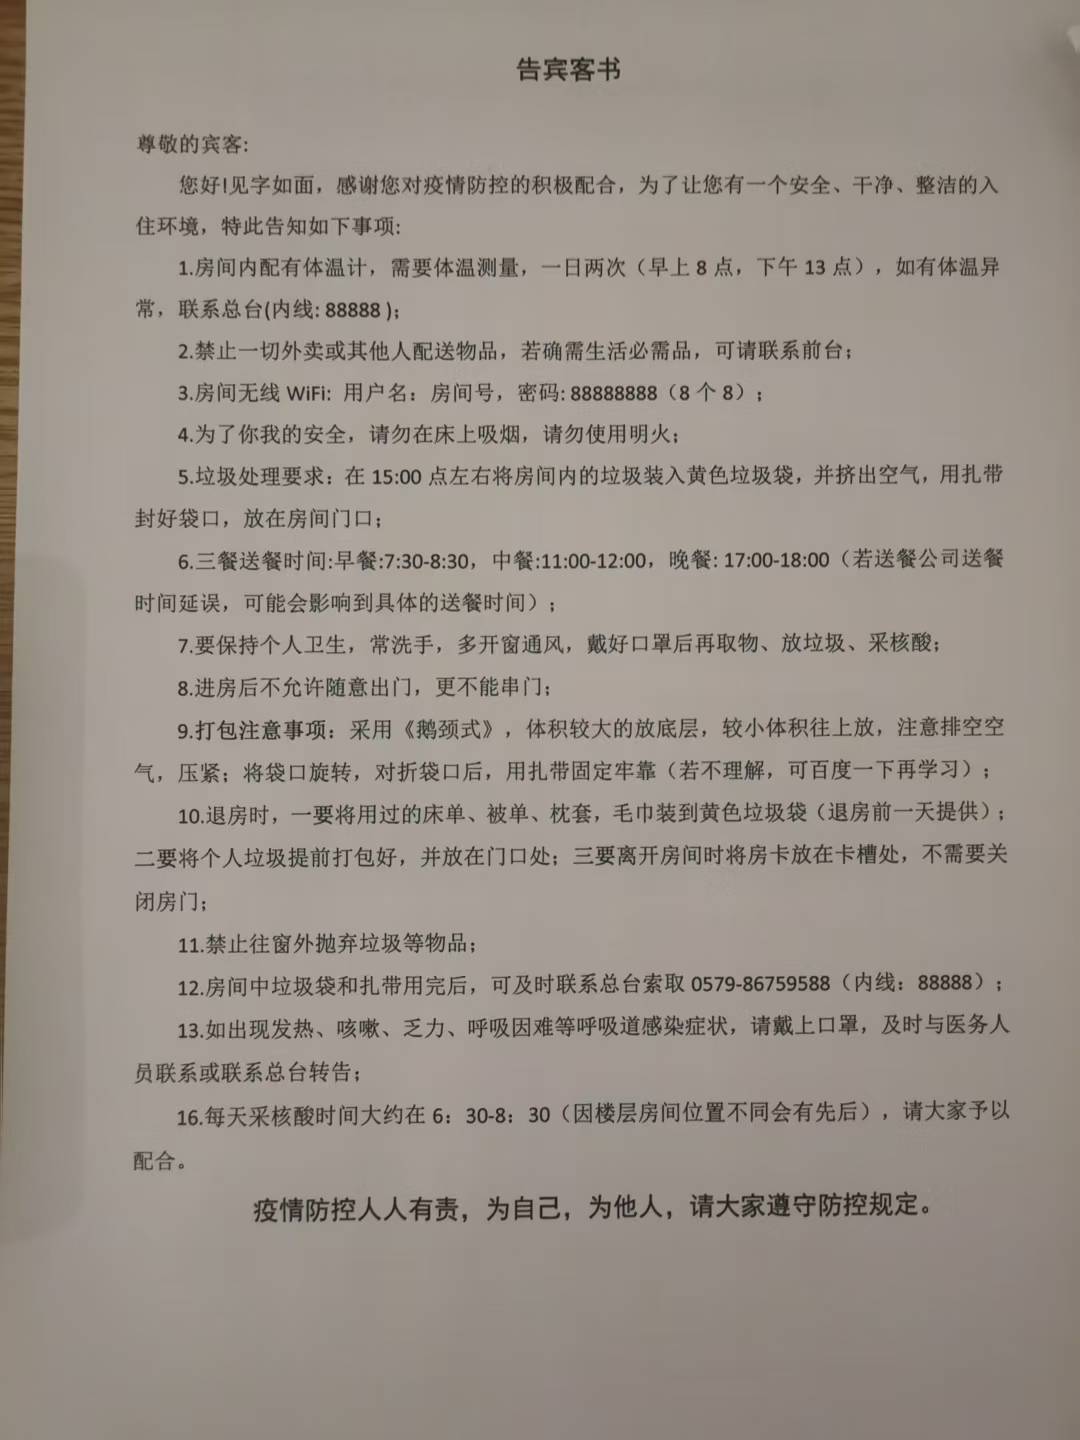 告宾客书
尊敬的宾客:
您好!见字如面，感谢您对疫情防控的积极配合，为了让您有一个安全、干净、整洁的入
住环境，特此告知如下事项:
1.房间内配有体温计，需要体温测量，一日两次（早上 8 点，下午 13 点），如有体温异
常，联系总台(内线: 88888 );
2.禁止一切外卖或其他人配送物品，若确需生活必需品，可请联系前台；
3.房间无线 WiFi: 用户名：房间号，密码: 88888888（8 个 8）；
4.为了你我的安全，请勿在床上吸烟，请勿使用明火；
5.垃圾处理要求：在 15:00 点左右将房间内的垃圾装入黄色垃圾袋，并挤出空气，用扎带
封好袋口，放在房间门口；
6.三餐送餐时间:早餐:7:30-8:30，中餐:11:00-12:00，晚餐: 17:00-18:00（若送餐公司送餐
时间延误，可能会影响到具体的送餐时间）；
7.要保持个人卫生，常洗手，多开窗通风，戴好口罩后再取物、放垃圾、采核酸；
8.进房后不允许随意出门，更不能串门；
9.打包注意事项：采用《鹅颈式》，体积较大的放底层，较小体积往上放，注意排空空
气，压紧；将袋口旋转，对折袋口后，用扎带固定牢靠（若不理解，可百度一下再学习）；
10.退房时，一要将用过的床单、被单、枕套，毛巾装到黄色垃圾袋（退房前一天提供）；
二要将个人垃圾提前打包好，并放在门口处；三要离开房间时将房卡放在卡槽处，不需要关
闭房门；
11.禁止往窗外抛弃垃圾等物品；
12.房间中垃圾袋和扎带用完后，可及时联系总台索取 0579-86759588（内线：88888）；
13.如出现发热、咳嗽、乏力、呼吸困难等呼吸道感染症状，请戴上口罩，及时与医务人
员联系或联系总台转告；
16.每天采核酸时间大约在 6：30-8：30（因楼层房间位置不同会有先后），请大家予以
配合。
疫情防控人人有责，为自己，为他人，请大家遵守防控规定。